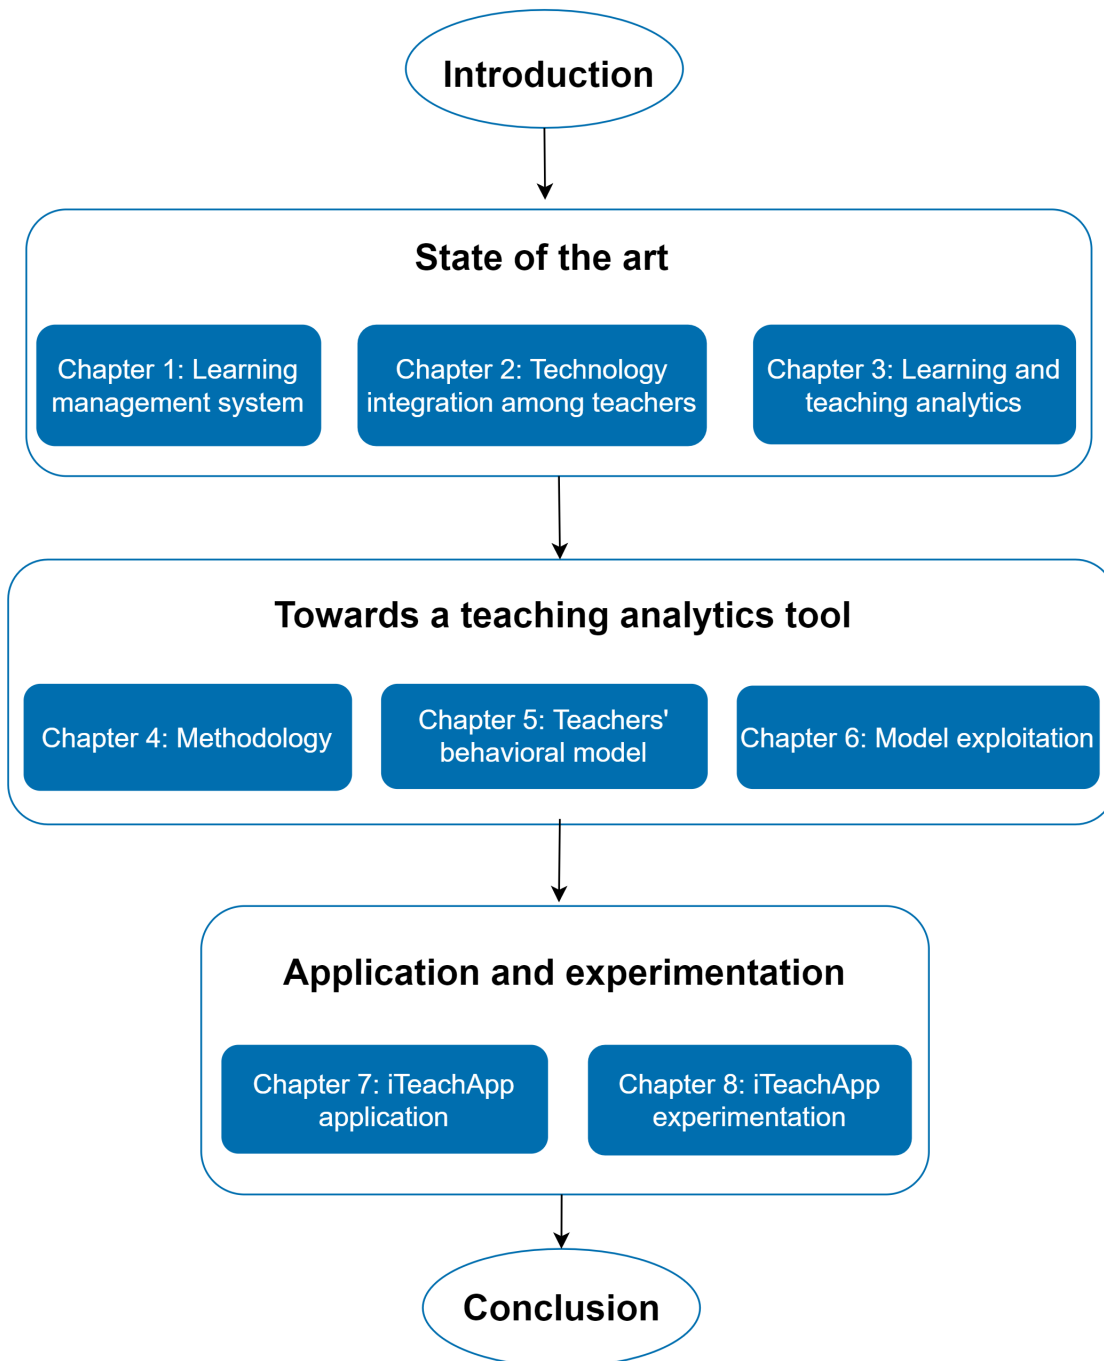 Introduction
State of the art
Chapter 1: Learning
management system
Chapter 2: Technology
integration among teachers
Chapter 3: Learning and
teaching analytics
Towards a teaching analytics tool
Chapter 4: Methodology
Chapter 5: Teachers'
behavioral model
Chapter 6: Model exploitation
Application and experimentation
Chapter 7: iTeachApp
application
Chapter 8: iTeachApp
experimentation
Conclusion